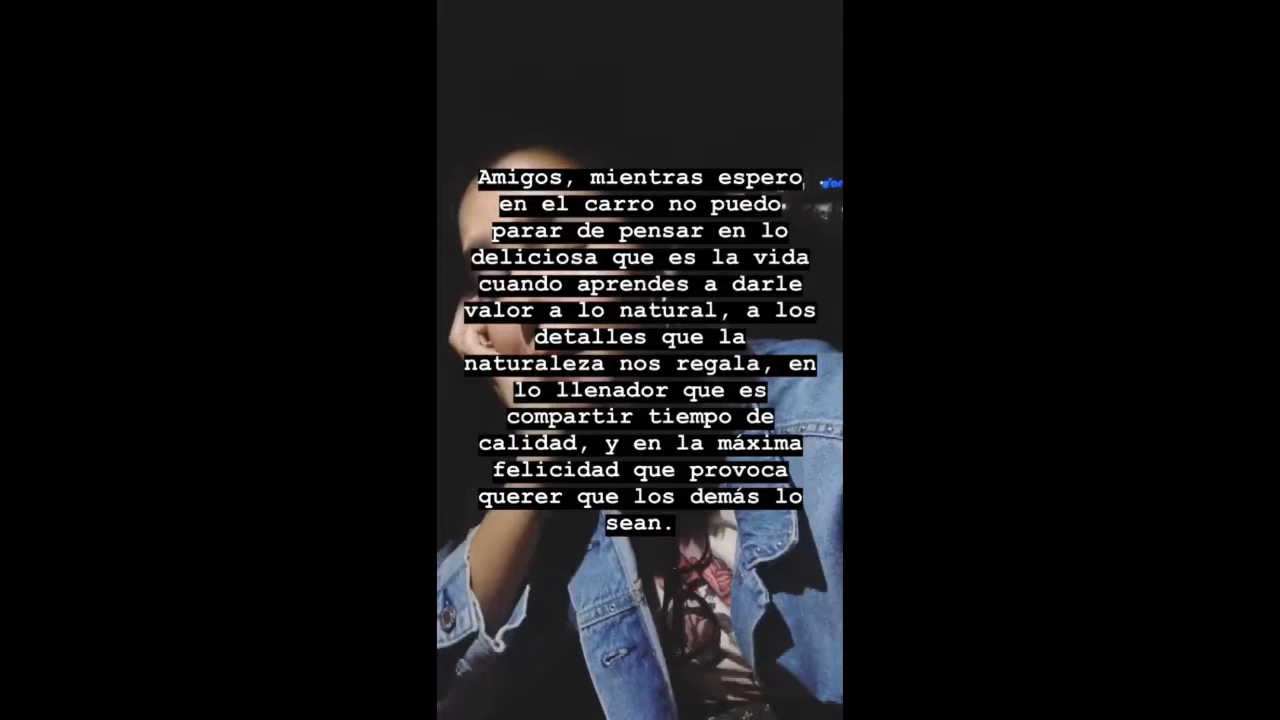 Amigos, mientras espero
en el carro no puedo
parar de pensar en lo
deliciosa que es la vida
cuando aprendes a darle
valor a lo natural, a los
detalles que la
naturaleza nos regala, en
lo llenador que es
compartir tiempo de
calidad, y en la máxima
felicidad que provoca
querer que los demás lo
sean.